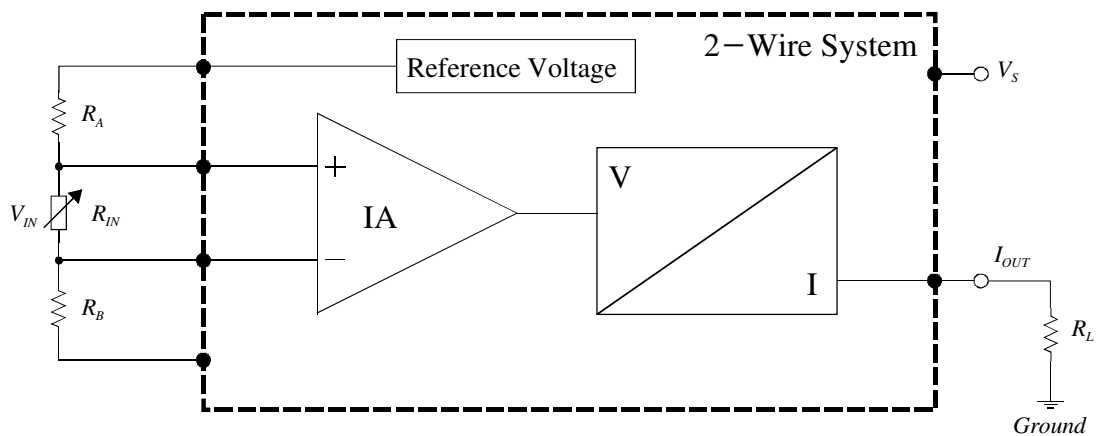 2−Wire System
Reference Voltage
V_S
R_A
+
V
V_IN
R_IN
IA
−
I_OUT
I
R_B
R_L
Ground